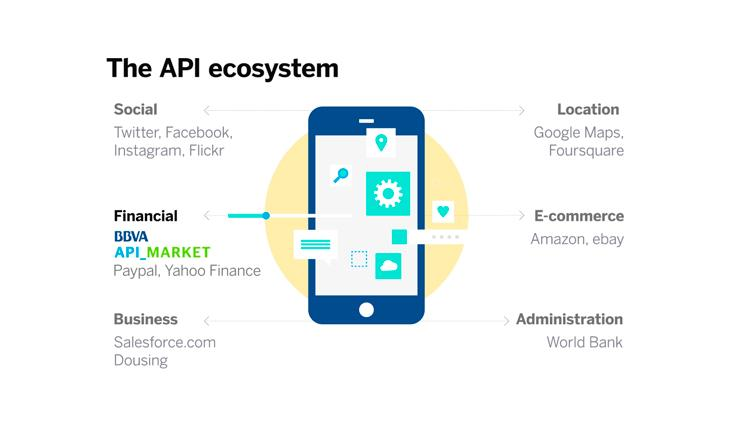 The API ecosystem
Social
Twitter, Facebook,
Instagram, Flickr
Location
Google Maps,
Foursquare
Financial
BBVA
API_MARKET
Paypal, Yahoo Finance
E-commerce
Amazon, ebay
Business
Salesforce.com
Dousing
Administration
World Bank